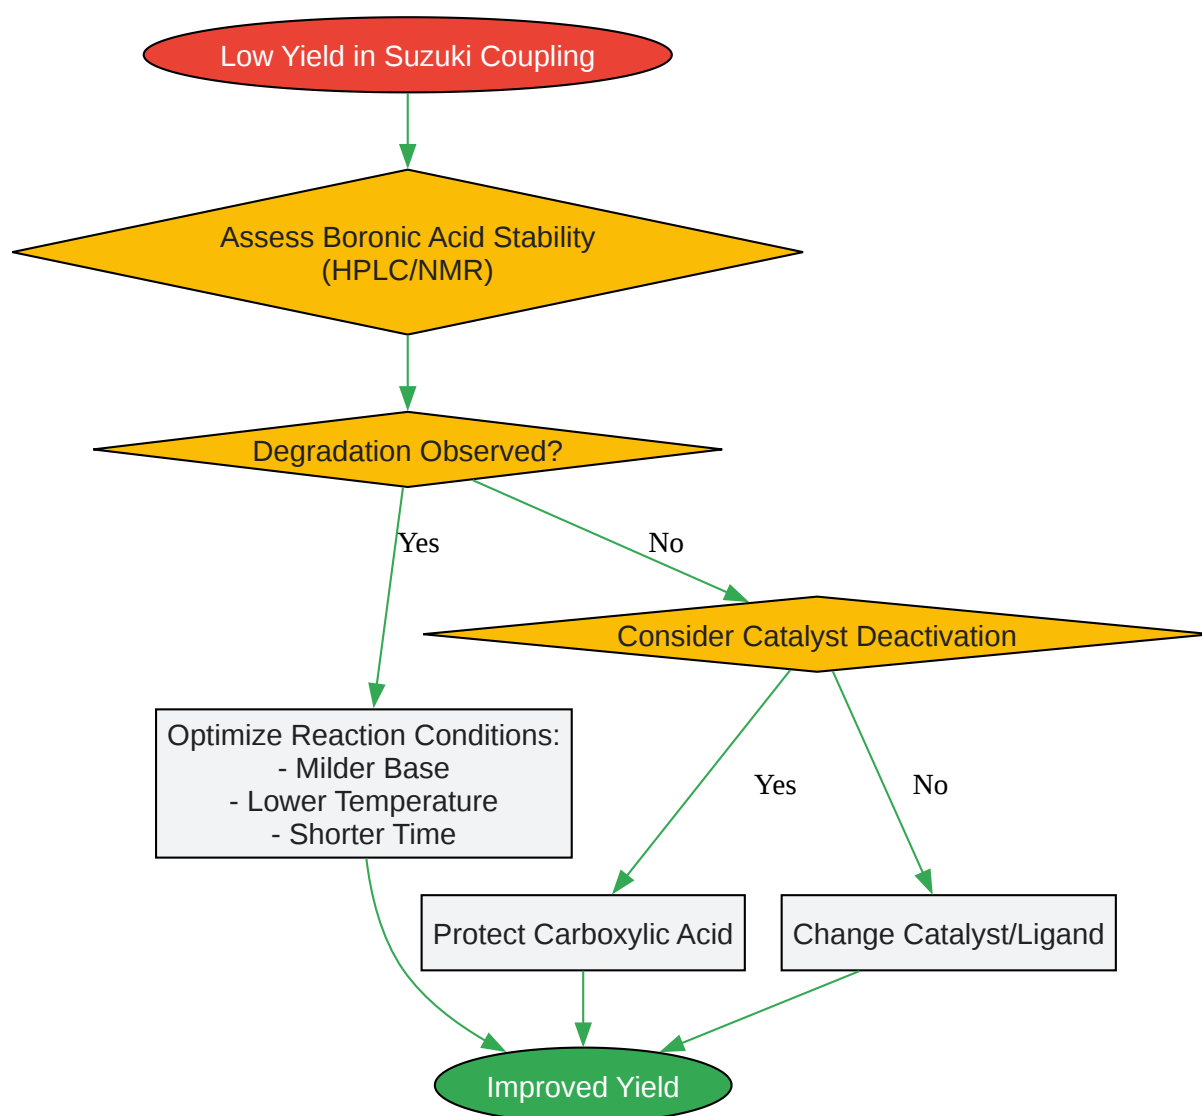 Low Yield in Suzuki Coupling
Assess Boronic Acid Stability
(HPLC/NMR)
Degradation Observed?
Yes
No
Consider Catalyst Deactivation
Optimize Reaction Conditions:
- Milder Base
- Lower Temperature
- Shorter Time
Yes
No
Protect Carboxylic Acid
Change Catalyst/Ligand
Improved Yield